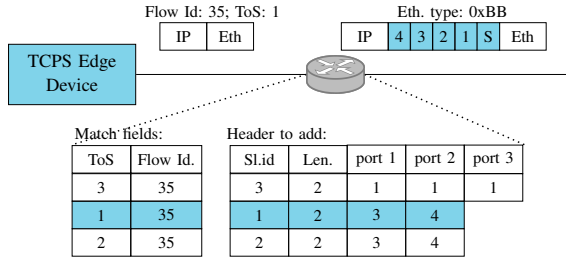 Flow Id: 35; ToS: 1 Eth. type: 0xBB
IP Eth IP 4 3 2 1 S Eth
TCPS Edge
Device
Match fields: Header to add:
ToS Flow Id. Sl.id Len. port 1 port 2 port 3
3 35 3 2 1 1 1
1 35 1 2 3 4
2 35 2 2 3 4